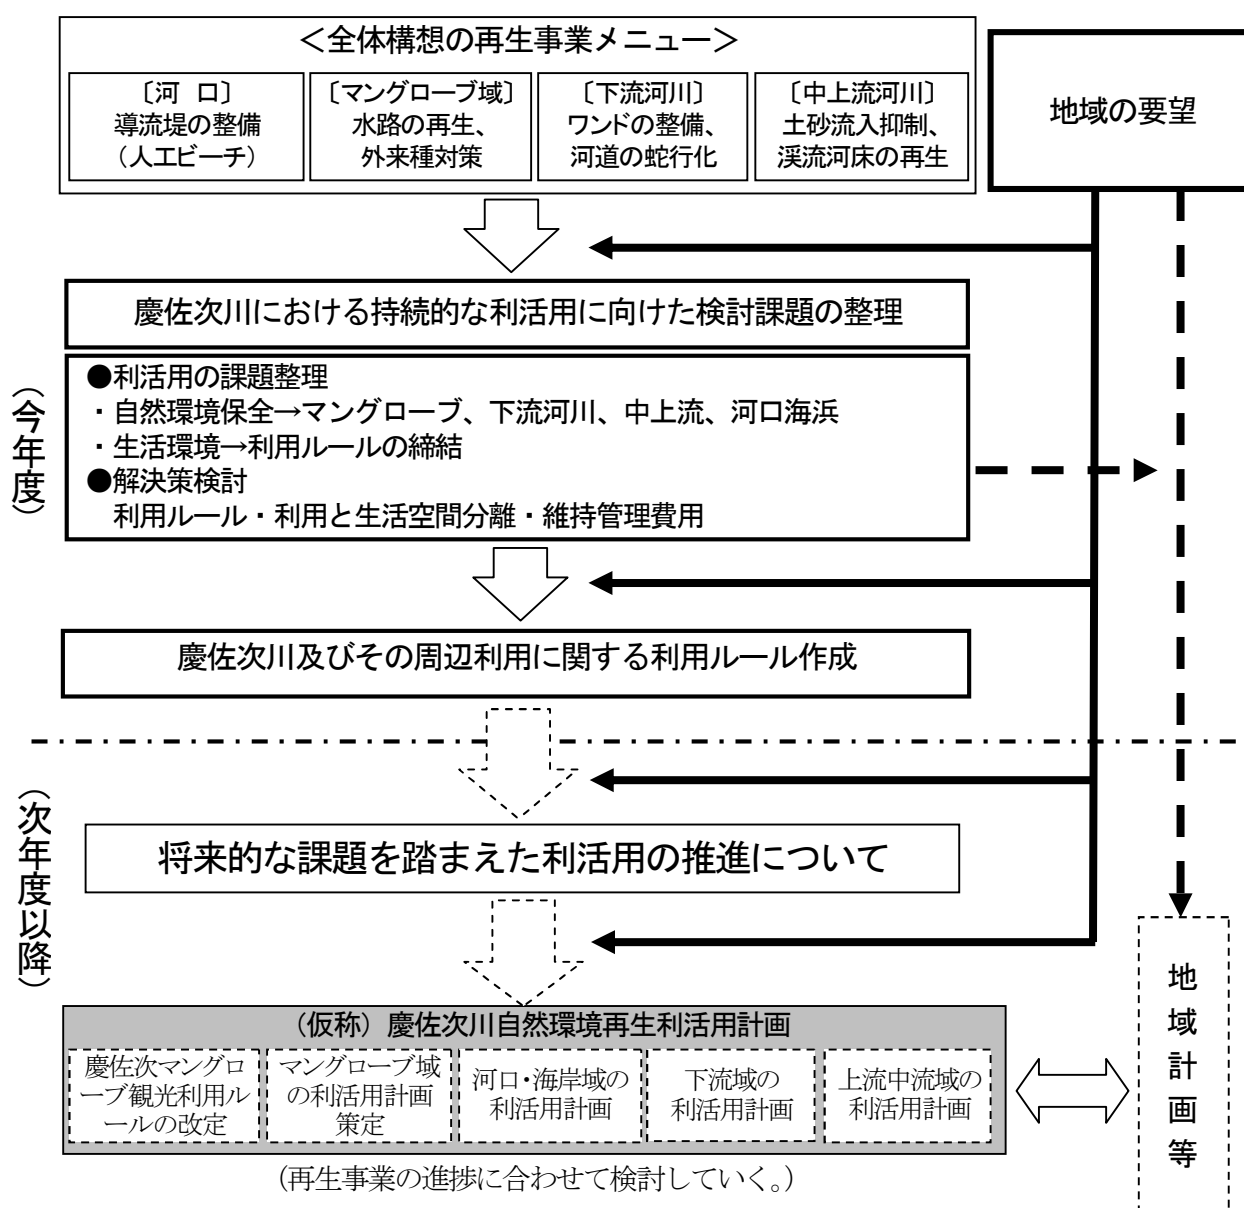 ＜全体構想の再生事業メニュー＞
〔河　口〕
導流堤の整備
（人工ビーチ）
〔マングローブ域〕
水路の再生、
外来種対策
〔下流河川〕
ワンドの整備、
河道の蛇行化
〔中上流河川〕
土砂流入抑制、
渓流河床の再生
地域の要望
（今年度）
慶佐次川における持続的な利活用に向けた検討課題の整理
●利活用の課題整理
・自然環境保全→マングローブ、下流河川、中上流、河口海浜
・生活環境→利用ルールの締結
●解決策検討
利用ルール・利用と生活空間分離・維持管理費用
慶佐次川及びその周辺利用に関する利用ルール作成
（次年度以降）
将来的な課題を踏まえた利活用の推進について
（仮称）慶佐次川自然環境再生利活用計画
慶佐次マングロ
ーブ観光利用ル
ールの改定
マングローブ域
の利活用計画
策定
河口・海岸域の
利活用計画
下流域の
利活用計画
上流中流域の
利活用計画
地域計画等
（再生事業の進捗に合わせて検討していく。）